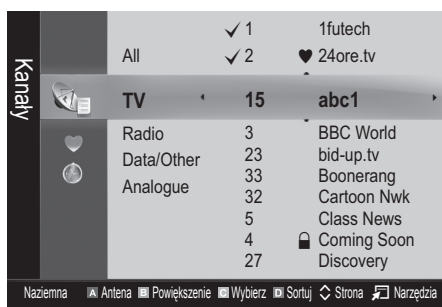 Kanały
✓ 1 1futech
All ✓ 2 ♥ 24ore.tv
TV 15 abc1
Radio 3 BBC World
Data/Other 23 bid-up.tv
Analogue 33 Boonerang
32 Cartoon Nwk
5 Class News
4 Coming Soon
27 Discovery
Naziemna A Antena B Powiększenie C Wybierz D Sortuj Strona Narzędzia